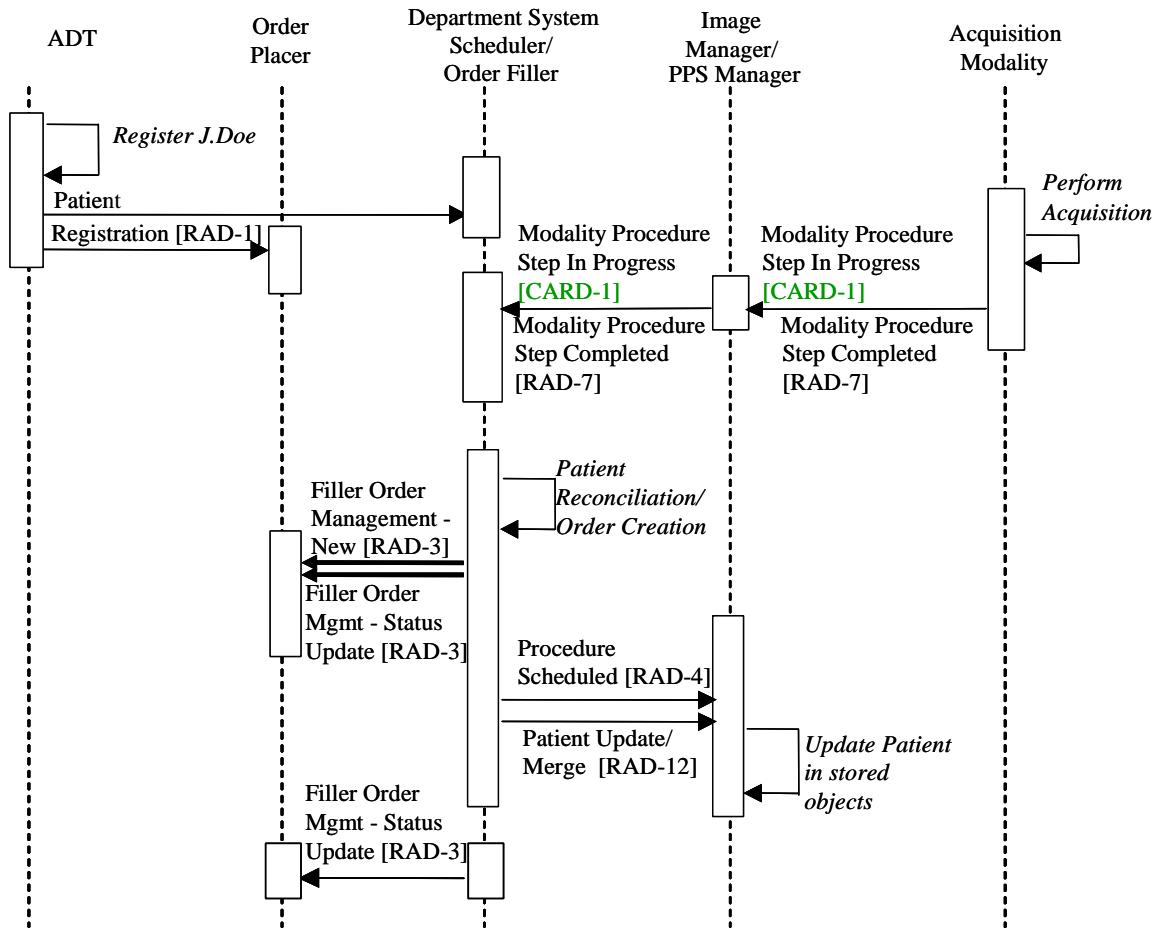 ADT
Order
Placer
Department System
Scheduler/
Order Filler
Image
Manager/
PPS Manager
Acquisition
Modality
Register J.Doe
Patient
Registration [RAD-1]
Perform
Acquisition
Modality Procedure
Step In Progress
[CARD-1]
Modality Procedure
Step Completed
[RAD-7]
Modality Procedure
Step In Progress
[CARD-1]
Modality Procedure
Step Completed
[RAD-7]
Patient
Reconciliation/
Order Creation
Filler Order
Management -
New [RAD-3]
Filler Order
Mgmt - Status
Update [RAD-3]
Procedure
Scheduled [RAD-4]
Patient Update/
Merge [RAD-12]
Update Patient
in stored
objects
Filler Order
Mgmt - Status
Update [RAD-3]